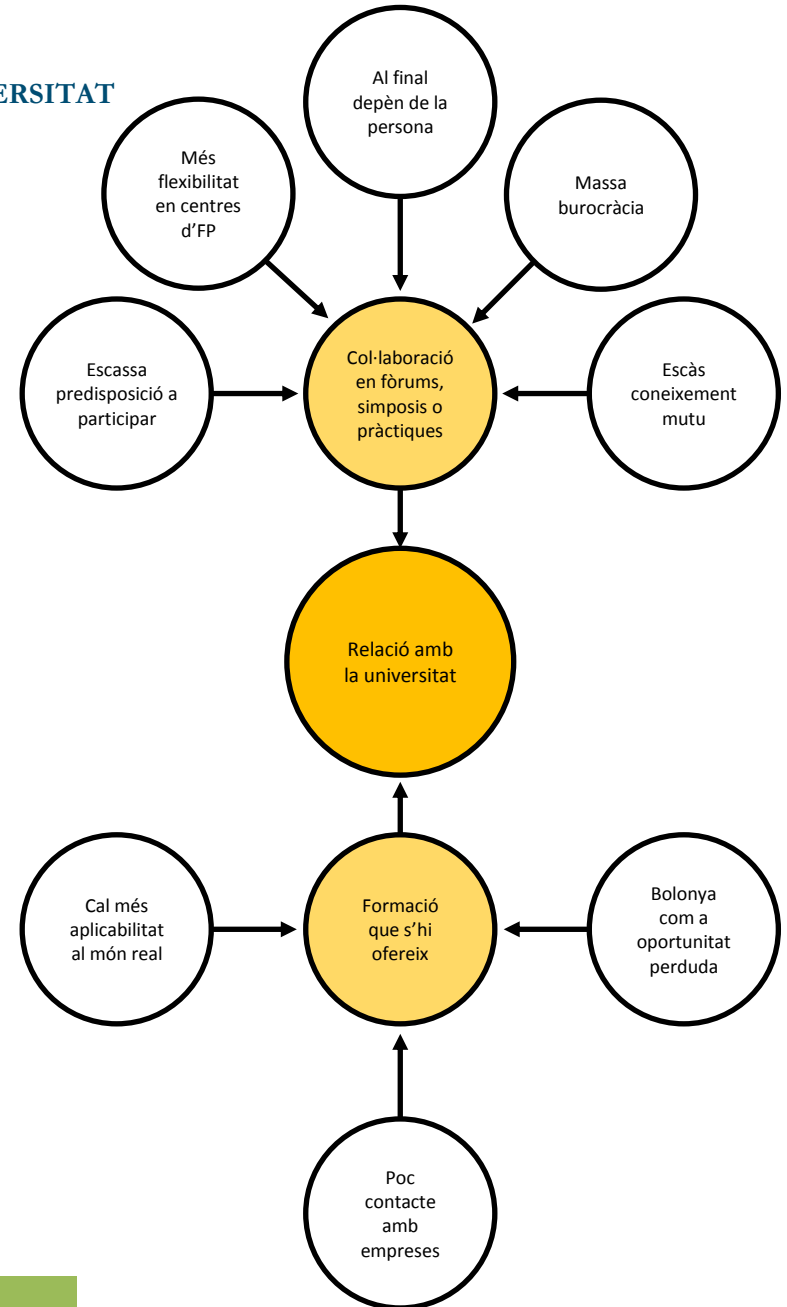 ERSITAT
Al final
depèn de la
persona
Més
flexibilitat
en centres
d'FP
Massa
burocràcia
Escassa
predisposició a
participar
Col·laboració
en fòrums,
simposis o
pràctiques
Escàs
coneixement
mutu
Relació amb
la universitat
Cal més
aplicabilitat
al món real
Formació
que s'hi
ofereix
Bolonya
com a
oportunitat
perduda
Poc
contacte
amb
empreses